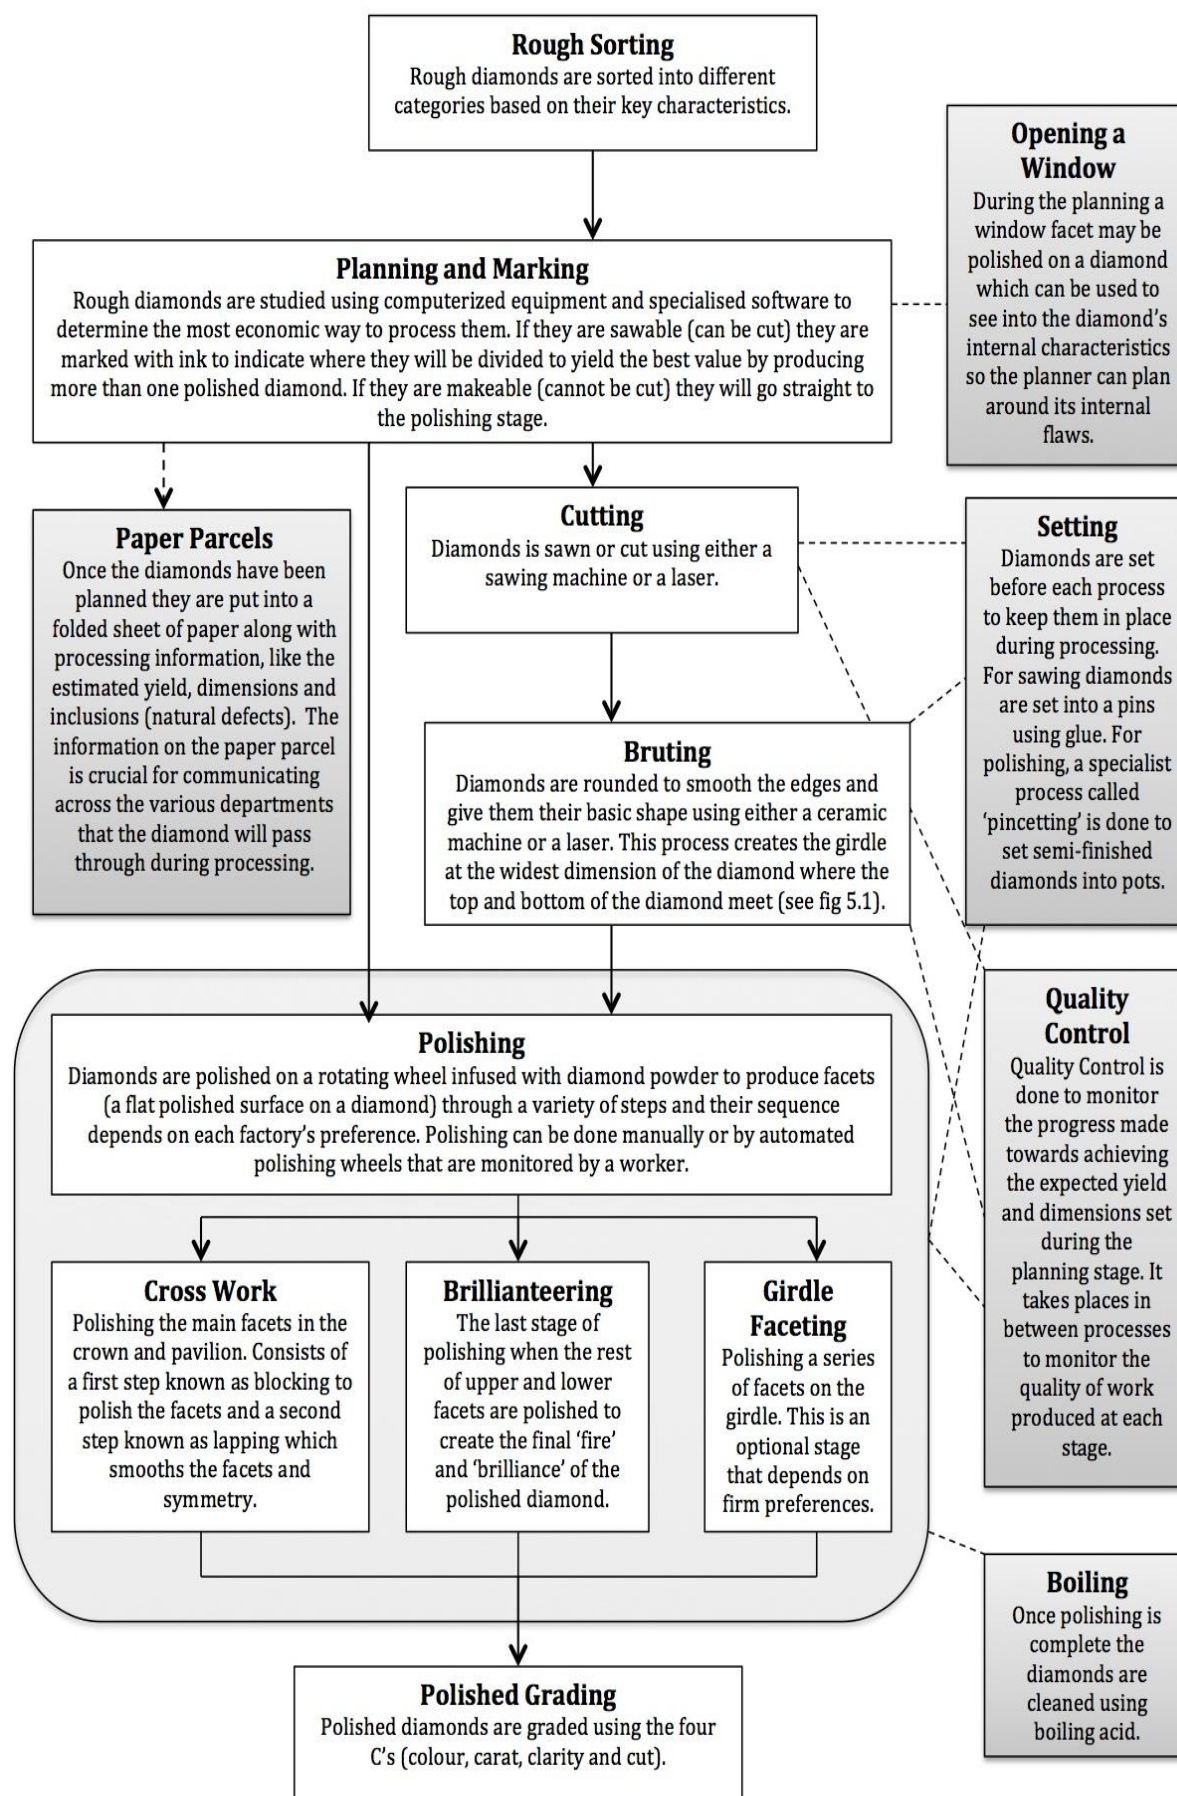 Rough Sorting
Rough diamonds are sorted into different
categories based on their key characteristics.
Opening a
Window
During the planning a
window facet may be
polished on a diamond
which can be used to
see into the diamond's
internal characteristics
so the planner can plan
around its internal
flaws.
Planning and Marking
Rough diamonds are studied using computerized equipment and specialised software to
determine the most economic way to process them. If they are sawable (can be cut) they are
marked with ink to indicate where they will be divided to yield the best value by producing
more than one polished diamond. If they are makeable (cannot be cut) they will go straight to
the polishing stage.
Paper Parcels
Once the diamonds have been
planned they are put into a
folded sheet of paper along with
processing information, like the
estimated yield, dimensions and
inclusions (natural defects). The
information on the paper parcel
is crucial for communicating
across the various departments
that the diamond will pass
through during processing.
Cutting
Diamonds is sawn or cut using either a
sawing machine or a laser.
Setting
Diamonds are set
before each process
to keep them in place
during processing.
For sawing diamonds
are set into a pins
using glue. For
polishing, a specialist
process called
'pincetting' is done to
set semi-finished
diamonds into pots.
Bruting
Diamonds are rounded to smooth the edges and
give them their basic shape using either a ceramic
machine or a laser. This process creates the girdle
at the widest dimension of the diamond where the
top and bottom of the diamond meet (see fig 5.1).
Quality
Control
Quality Control is
done to monitor
the progress made
towards achieving
the expected yield
and dimensions set
during the
planning stage. It
takes places in
between processes
to monitor the
quality of work
produced at each
stage.
Polishing
Diamonds are polished on a rotating wheel infused with diamond powder to produce facets
(a flat polished surface on a diamond) through a variety of steps and their sequence
depends on each factory's preference. Polishing can be done manually or by automated
polishing wheels that are monitored by a worker.
Cross Work
Polishing the main facets in the
crown and pavilion. Consists of
a first step known as blocking to
polish the facets and a second
step known as lapping which
smooths the facets and
symmetry.
Brillianteering
The last stage of
polishing when the rest
of upper and lower
facets are polished to
create the final 'fire'
and 'brilliance' of the
polished diamond.
Girdle
Faceting
Polishing a series
of facets on the
girdle. This is an
optional stage
that depends on
firm preferences.
Boiling
Once polishing is
complete the
diamonds are
cleaned using
boiling acid.
Polished Grading
Polished diamonds are graded using the four
C's (colour, carat, clarity and cut).